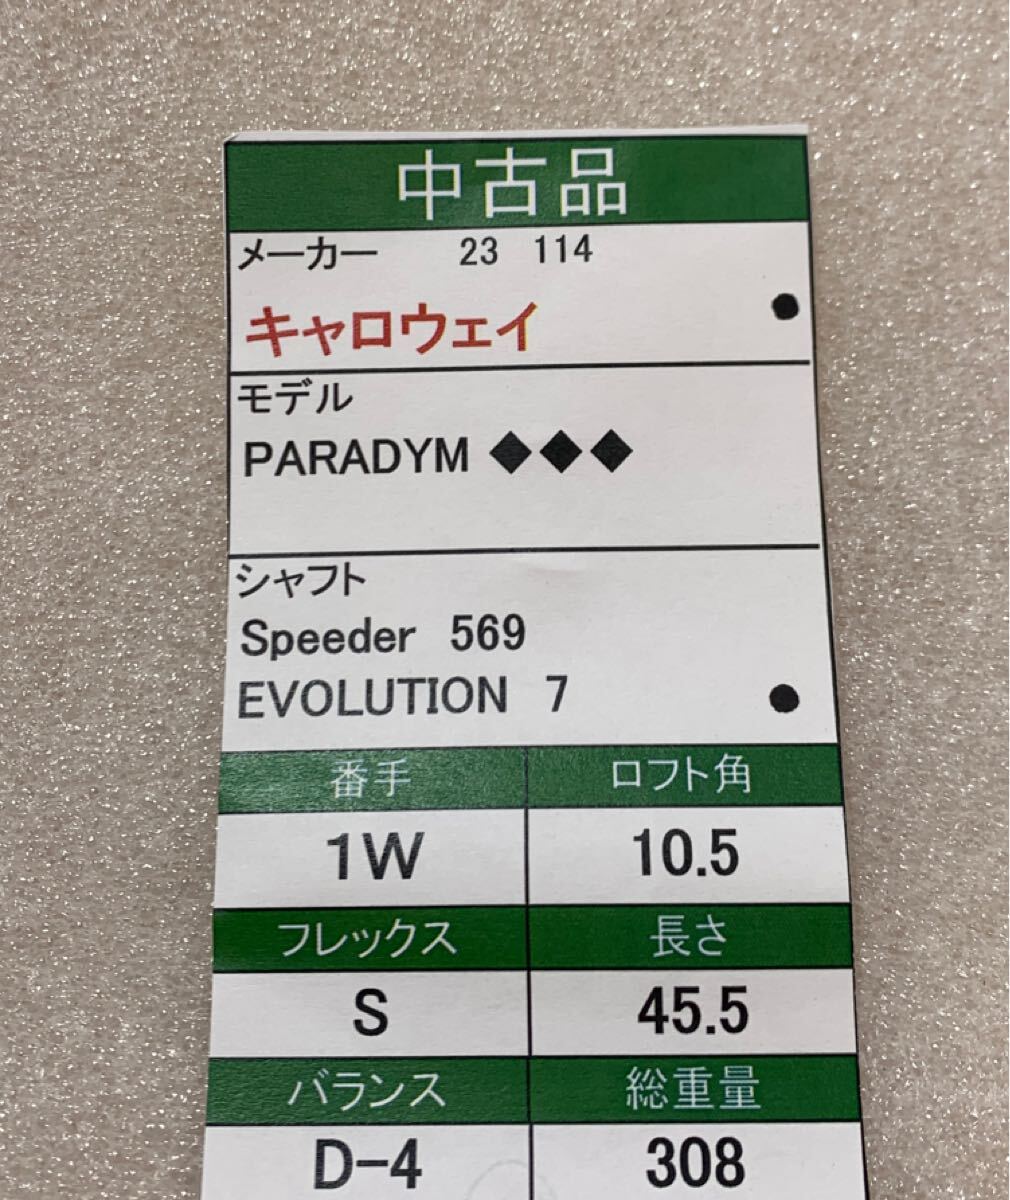 中古品
メーカー 23 114
キャロウェイ
モデル
PARADYM ◆◆◆
シャフト
Speeder 569
EVOLUTION 7
番手 ロフト角
1W 10.5
フレックス 長さ
S 45.5
バランス 総重量
D-4 308